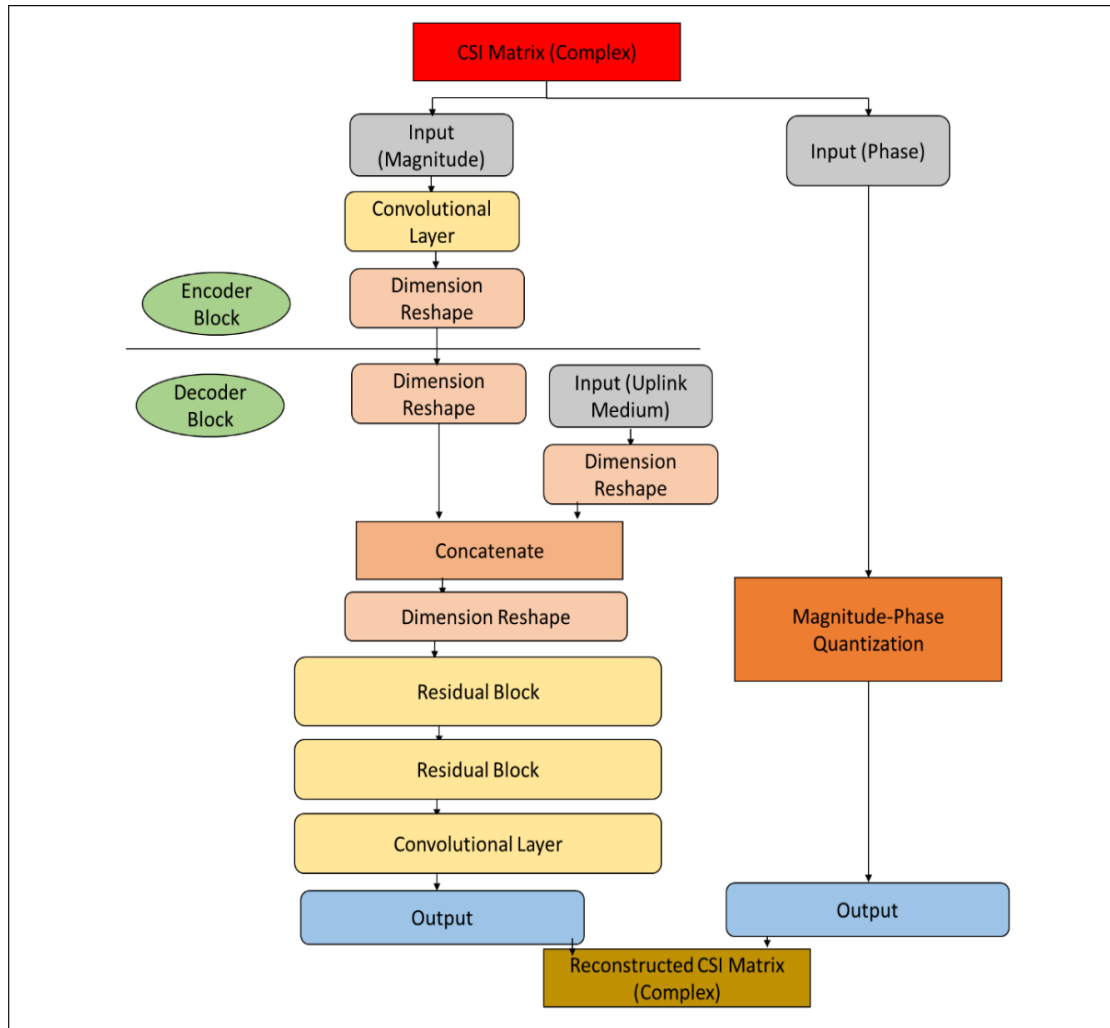 CSI Matrix (Complex)
Input
(Magnitude)
Input (Phase)
Convolutional
Layer
Encoder
Block
Dimension
Reshape
Decoder
Block
Dimension
Reshape
Input (Uplink
Medium)
Dimension
Reshape
Concatenate
Dimension Reshape
Magnitude-Phase
Quantization
Residual Block
Residual Block
Convolutional Layer
Output
Output
Reconstructed CSI Matrix
(Complex)